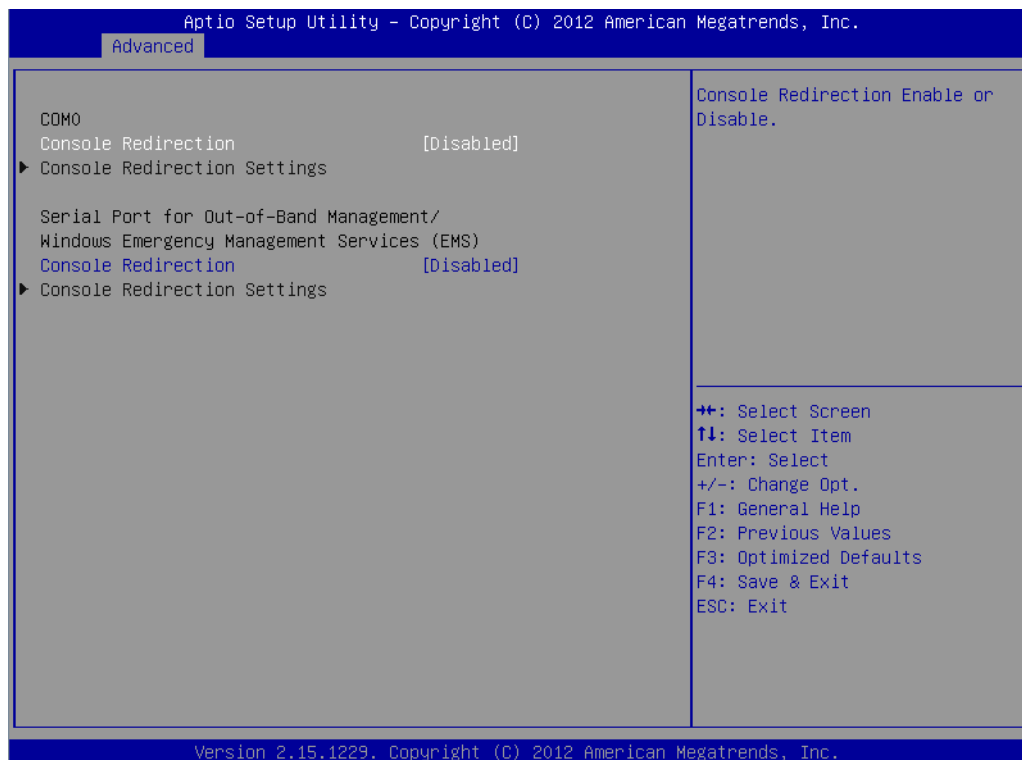 Aptio Setup Utility – Copyright (C) 2012 American Megatrends, Inc.
Advanced
COM0
Console Redirection [Disabled]
Console Redirection Settings
Serial Port for Out-of-Band Management/
Windows Emergency Management Services (EMS)
Console Redirection [Disabled]
Console Redirection Settings
Console Redirection Enable or
Disable.
→←: Select Screen
↑↓: Select Item
Enter: Select
+/-: Change Opt.
F1: General Help
F2: Previous Values
F3: Optimized Defaults
F4: Save & Exit
ESC: Exit
Version 2.15.1229. Copyright (C) 2012 American Megatrends, Inc.